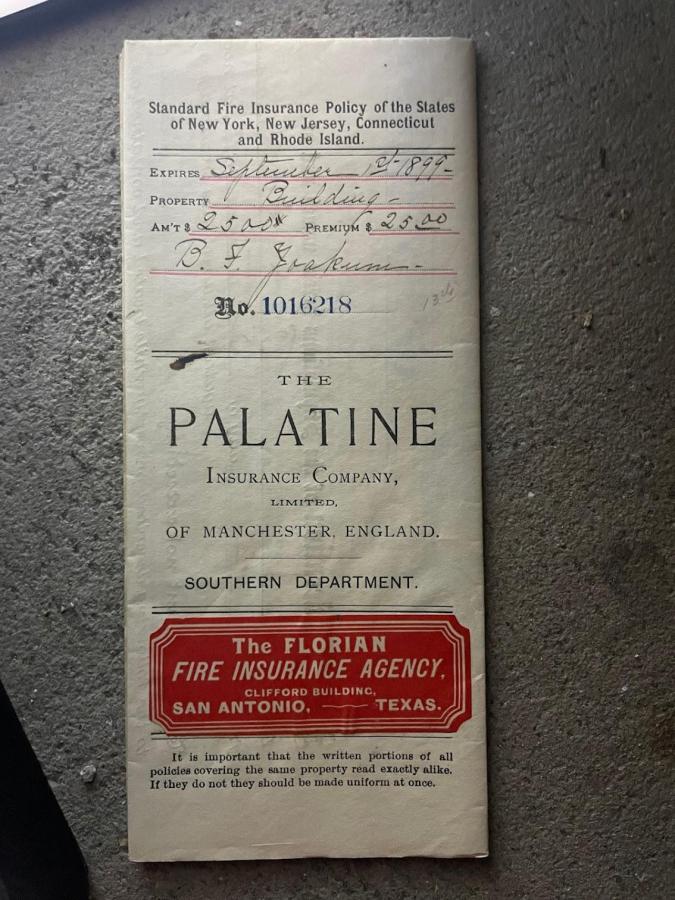 Standard Fire Insurance Policy of the States
of New York, New Jersey, Connecticut
and Rhode Island.
EXPIRES September 1st 1899-
PROPERTY Building-
AM'T $ 2500 PREMIUM $ 25.00
B. F. Yoakum-
No. 1016218
13th
THE
PALATINE
INSURANCE COMPANY,
LIMITED,
OF MANCHESTER, ENGLAND.
SOUTHERN DEPARTMENT.
The FLORIAN
FIRE INSURANCE AGENCY,
CLIFFORD BUILDING,
SAN ANTONIO, TEXAS.
It is important that the written portions of all
policies covering the same property read exactly alike.
If they do not they should be made uniform at once.